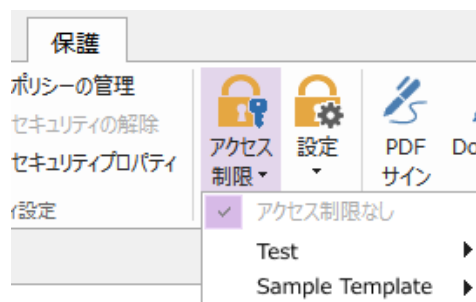 保護
ポリシーの管理
セキュリティの解除
セキュリティプロパティ
設定
アクセス
制限
設定
PDF
サイン
アクセス制限なし
Test
Sample Template